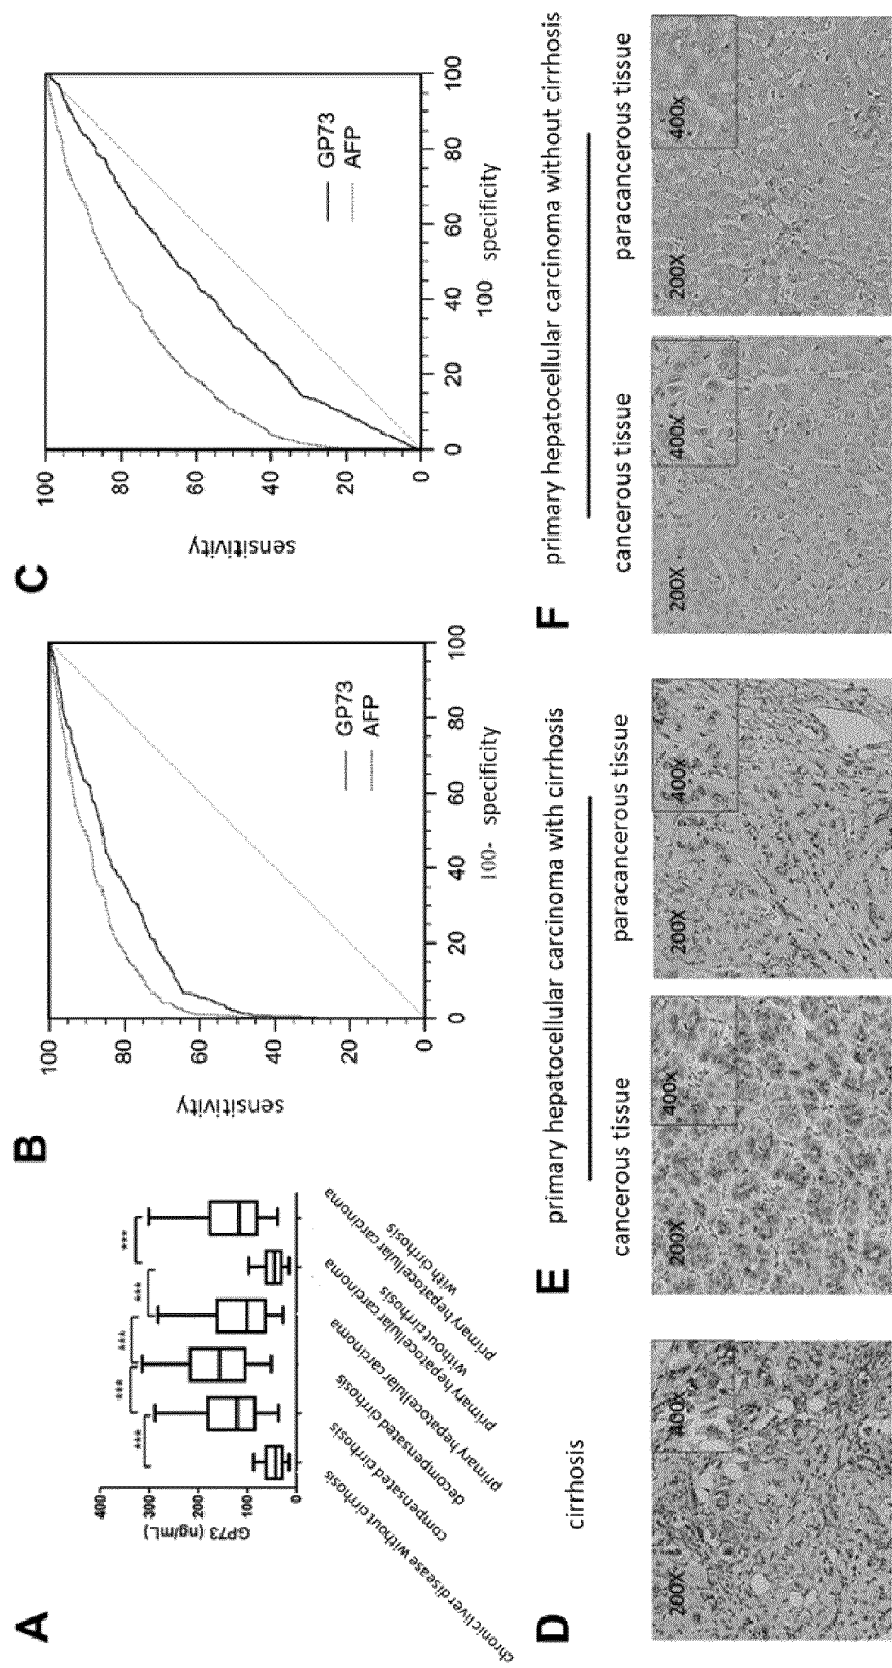 A
GP73 (ng/mL)
400
300
200
100
0
***
***
***
***
***
chronic liver disease without cirrhosis
compensated cirrhosis
decompensated cirrhosis
primary hepatocellular carcinoma
primary hepatocellular carcinoma
without cirrhosis
primary hepatocellular carcinoma
with cirrhosis
B
sensitivity
100
80
60
40
20
0
GP73
AFP
0
20
40
60
80
100
100- specificity
C
sensitivity
100
80
60
40
20
0
GP73
AFP
0
20
40
60
80
100
100 specificity
D
cirrhosis
200X
400x
E
primary hepatocellular carcinoma with cirrhosis
cancerous tissue
paracancerous tissue
200X
400x
200X
400x
F
primary hepatocellular carcinoma without cirrhosis
cancerous tissue
paracancerous tissue
200X
400x
200X
400x